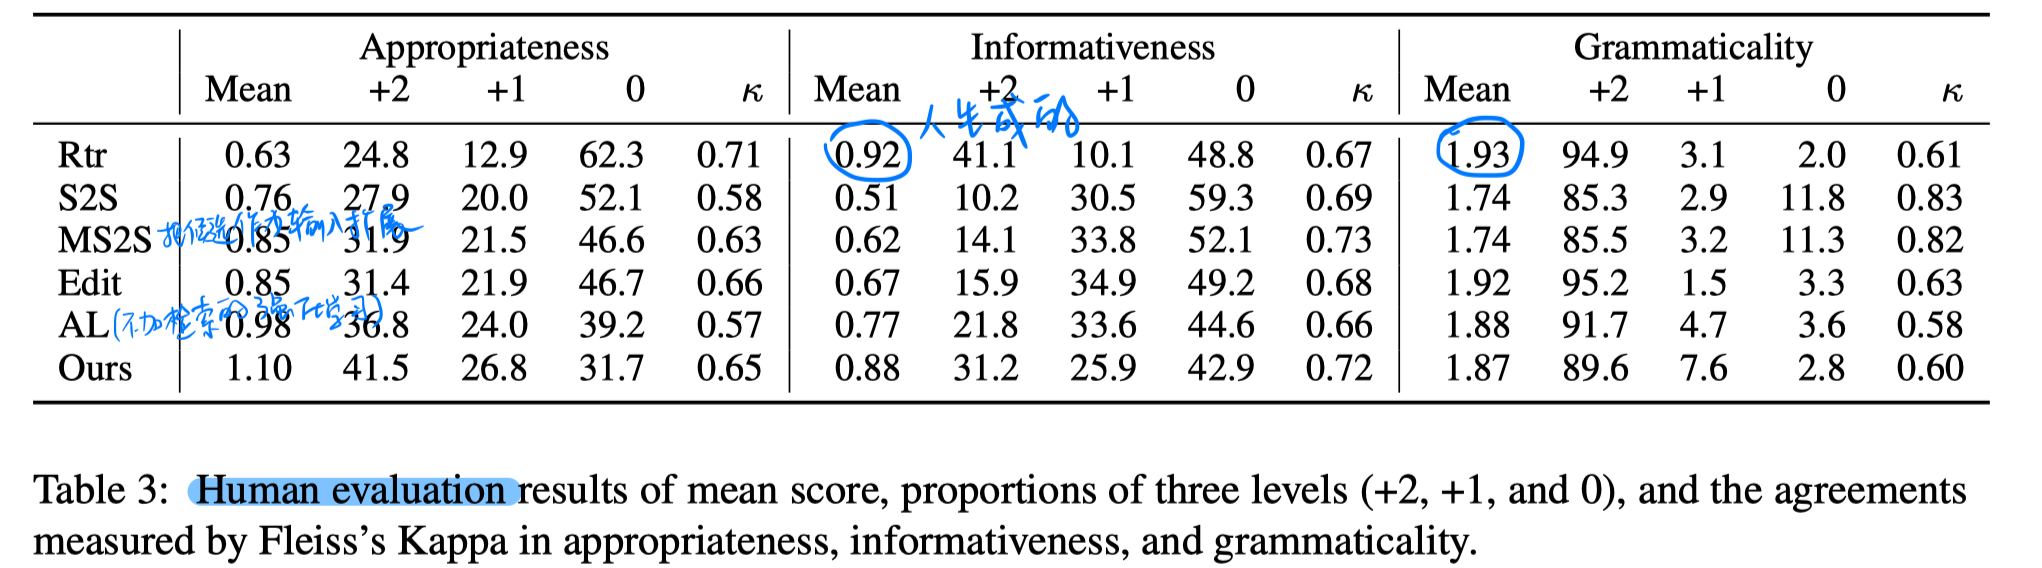 Appropriateness Informativeness Grammaticality
Mean +2 +1 0 κ Mean +2 +1 0 κ Mean +2 +1 0 κ
人生成的
Rtr 0.63 24.8 12.9 62.3 0.71 0.92 41.1 10.1 48.8 0.67 1.93 94.9 3.1 2.0 0.61
S2S 0.76 27.9 20.0 52.1 0.58 0.51 10.2 30.5 59.3 0.69 1.74 85.3 2.9 11.8 0.83
把候选作为输入扩展
MS2S 0.85 31.9 21.5 46.6 0.63 0.62 14.1 33.8 52.1 0.73 1.74 85.5 3.2 11.3 0.82
Edit 0.85 31.4 21.9 46.7 0.66 0.67 15.9 34.9 49.2 0.68 1.92 95.2 1.5 3.3 0.63
(不加检索的强化学习)
AL 0.98 36.8 24.0 39.2 0.57 0.77 21.8 33.6 44.6 0.66 1.88 91.7 4.7 3.6 0.58
Ours 1.10 41.5 26.8 31.7 0.65 0.88 31.2 25.9 42.9 0.72 1.87 89.6 7.6 2.8 0.60
Table 3: Human evaluation results of mean score, proportions of three levels (+2, +1, and 0), and the agreements
measured by Fleiss's Kappa in appropriateness, informativeness, and grammaticality.